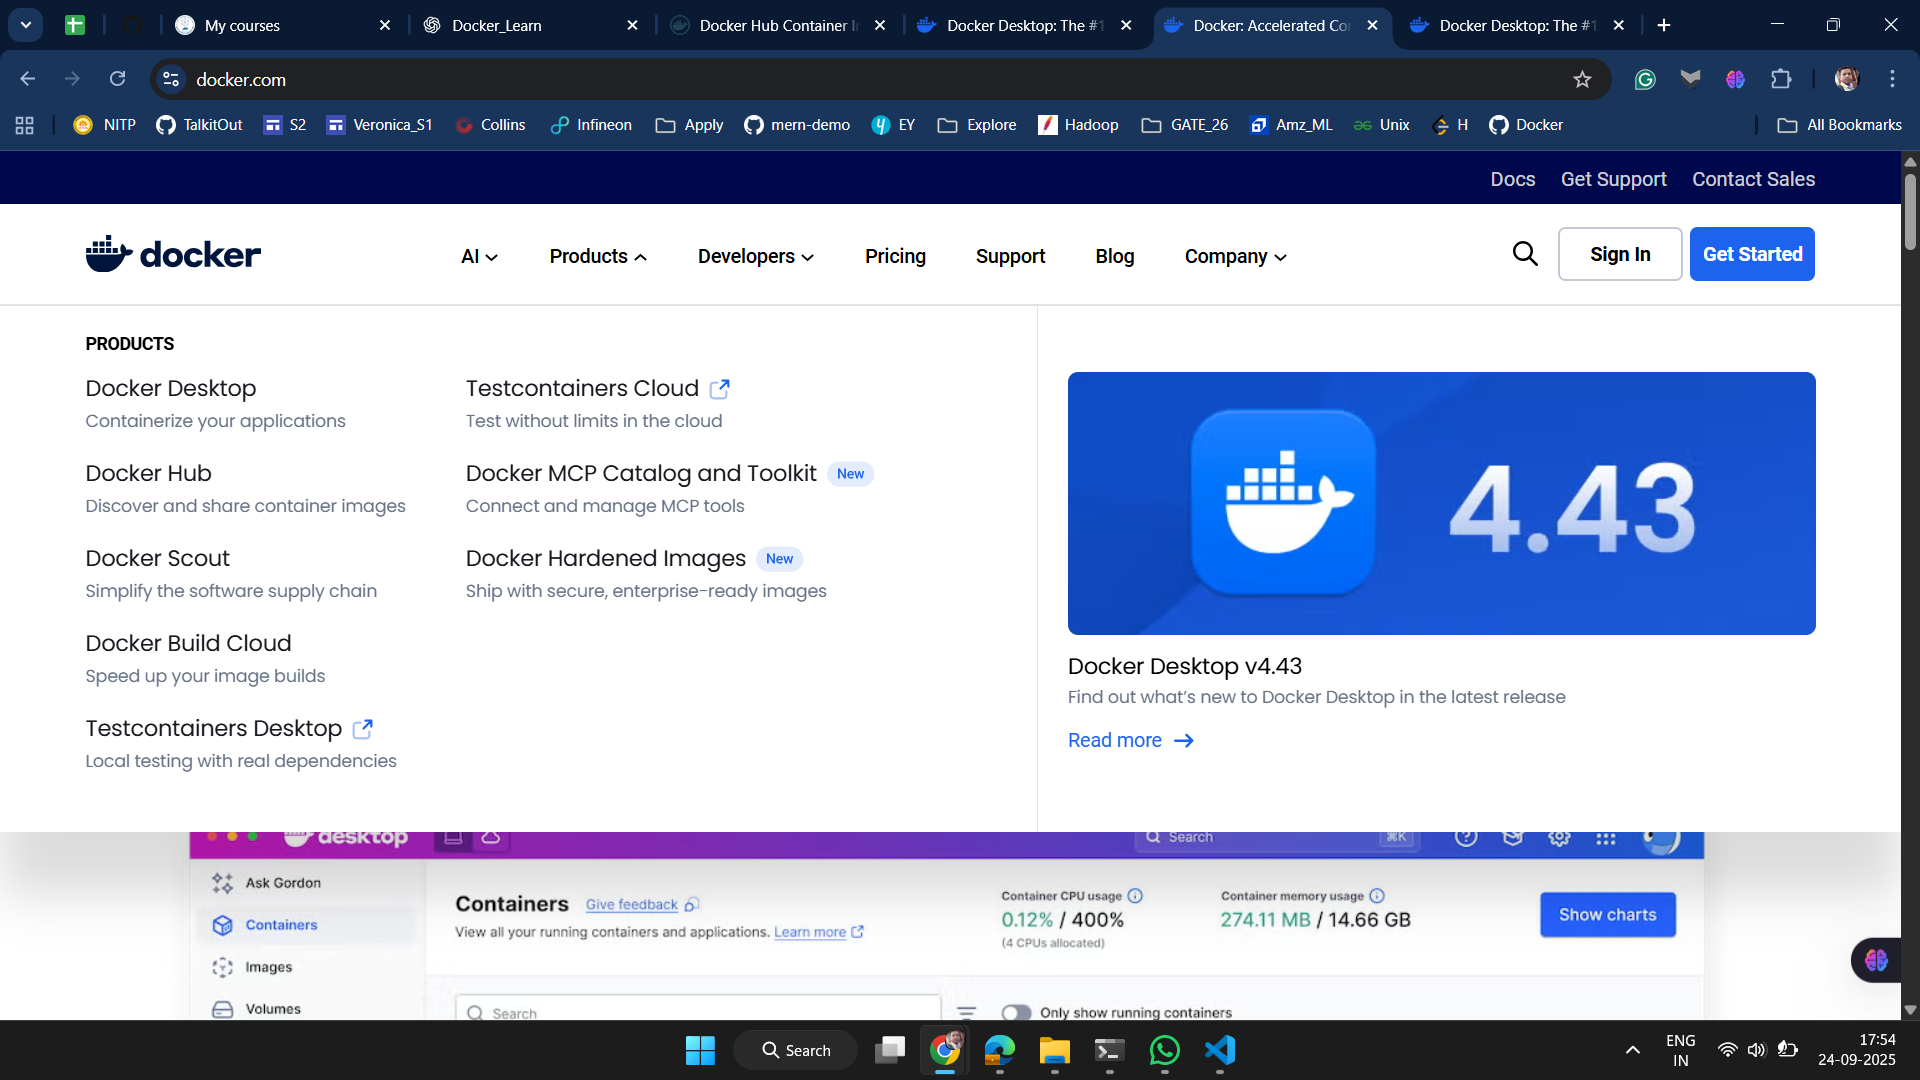 My courses
Docker_Learn
Docker Hub Container I
Docker Desktop: The #1
Docker: Accelerated Co
Docker Desktop: The #1
docker.com
NITP
TalkitOut
S2
Veronica_S1
Collins
Infineon
Apply
mern-demo
EY
Explore
Hadoop
GATE_26
Amz_ML
Unix
H
Docker
All Bookmarks
Docs
Get Support
Contact Sales
docker
AI
Products
Developers
Pricing
Support
Blog
Company
Sign In
Get Started
PRODUCTS
Docker Desktop
Containerize your applications
Docker Hub
Discover and share container images
Docker Scout
Simplify the software supply chain
Docker Build Cloud
Speed up your image builds
Testcontainers Desktop
Local testing with real dependencies
Testcontainers Cloud
Test without limits in the cloud
Docker MCP Catalog and Toolkit New
Connect and manage MCP tools
Docker Hardened Images New
Ship with secure, enterprise-ready images
4.43
Docker Desktop v4.43
Find out what’s new to Docker Desktop in the latest release
Read more →
desktop
Search
⌘K
Ask Gordon
Containers
Images
Volumes
Containers Give feedback
View all your running containers and applications. Learn more
Container CPU usage
0.12% / 400%
(4 CPUs allocated)
Container memory usage
274.11 MB / 14.66 GB
Show charts
Search
Only show running containers
Search
ENG
IN
17:54
24-09-2025